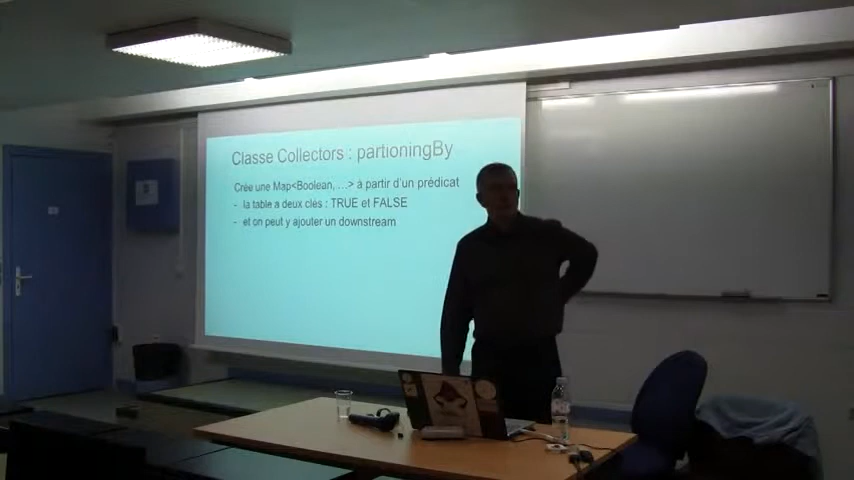 Classe Collectors : partioningBy
Crée une Map<Boolean, …> à partir d'un prédicat
- la table a deux clés : TRUE et FALSE
- et on peut y ajouter un downstream